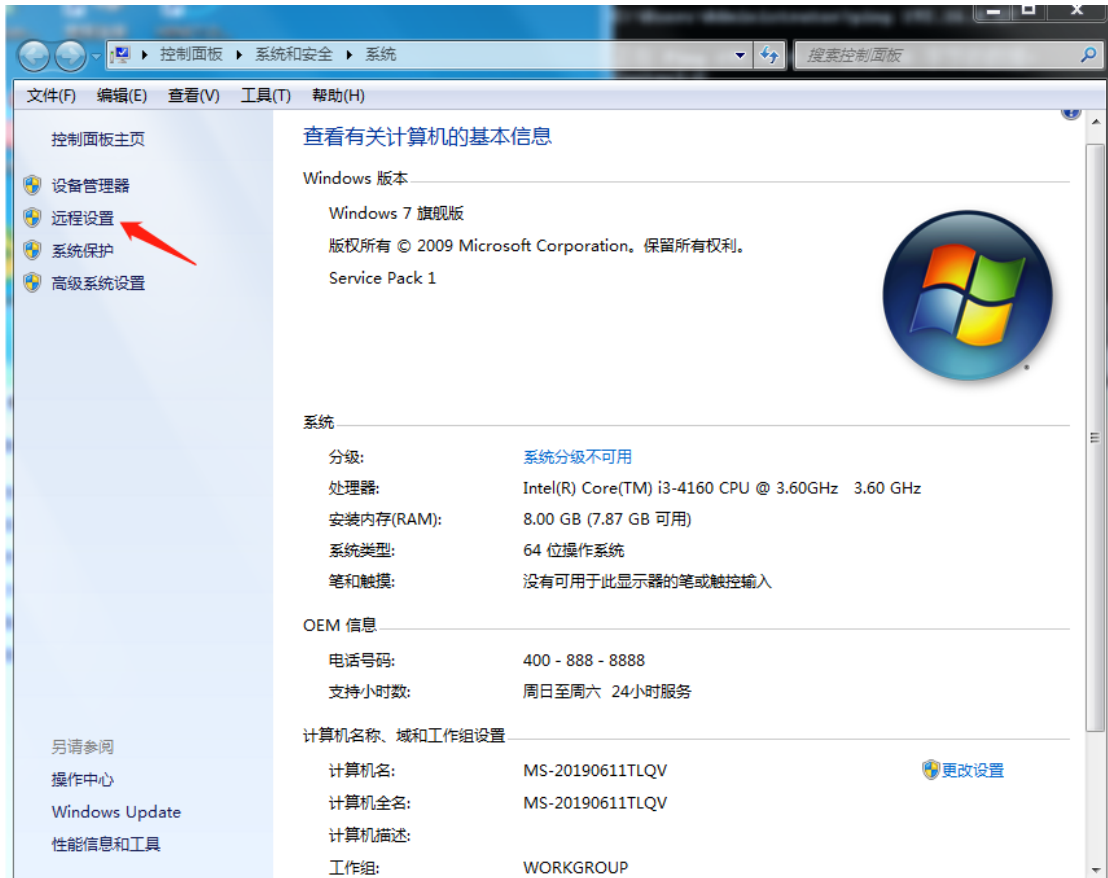 控制面板 系统和安全 系统
搜索控制面板
文件(F) 编辑(E) 查看(V) 工具(T) 帮助(H)
控制面板主页
设备管理器
远程设置
系统保护
高级系统设置
另请参阅
操作中心
Windows Update
性能信息和工具
查看有关计算机的基本信息
Windows 版本
Windows 7 旗舰版
版权所有 © 2009 Microsoft Corporation。保留所有权利。
Service Pack 1
系统
分级: 系统分级不可用
处理器: Intel(R) Core(TM) i3-4160 CPU @ 3.60GHz 3.60 GHz
安装内存(RAM): 8.00 GB (7.87 GB 可用)
系统类型: 64 位操作系统
笔和触摸: 没有可用于此显示器的笔或触控输入
OEM 信息
电话号码: 400 - 888 - 8888
支持小时数: 周日至周六 24小时服务
计算机名称、域和工作组设置
计算机名: MS-20190611TLQV 更改设置
计算机全名: MS-20190611TLQV
计算机描述:
工作组: WORKGROUP